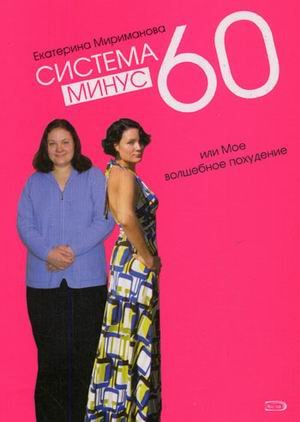 Екатерина Мириманова
СИСТЕМА
МИНУС
60
или Мое
волшебное похудение